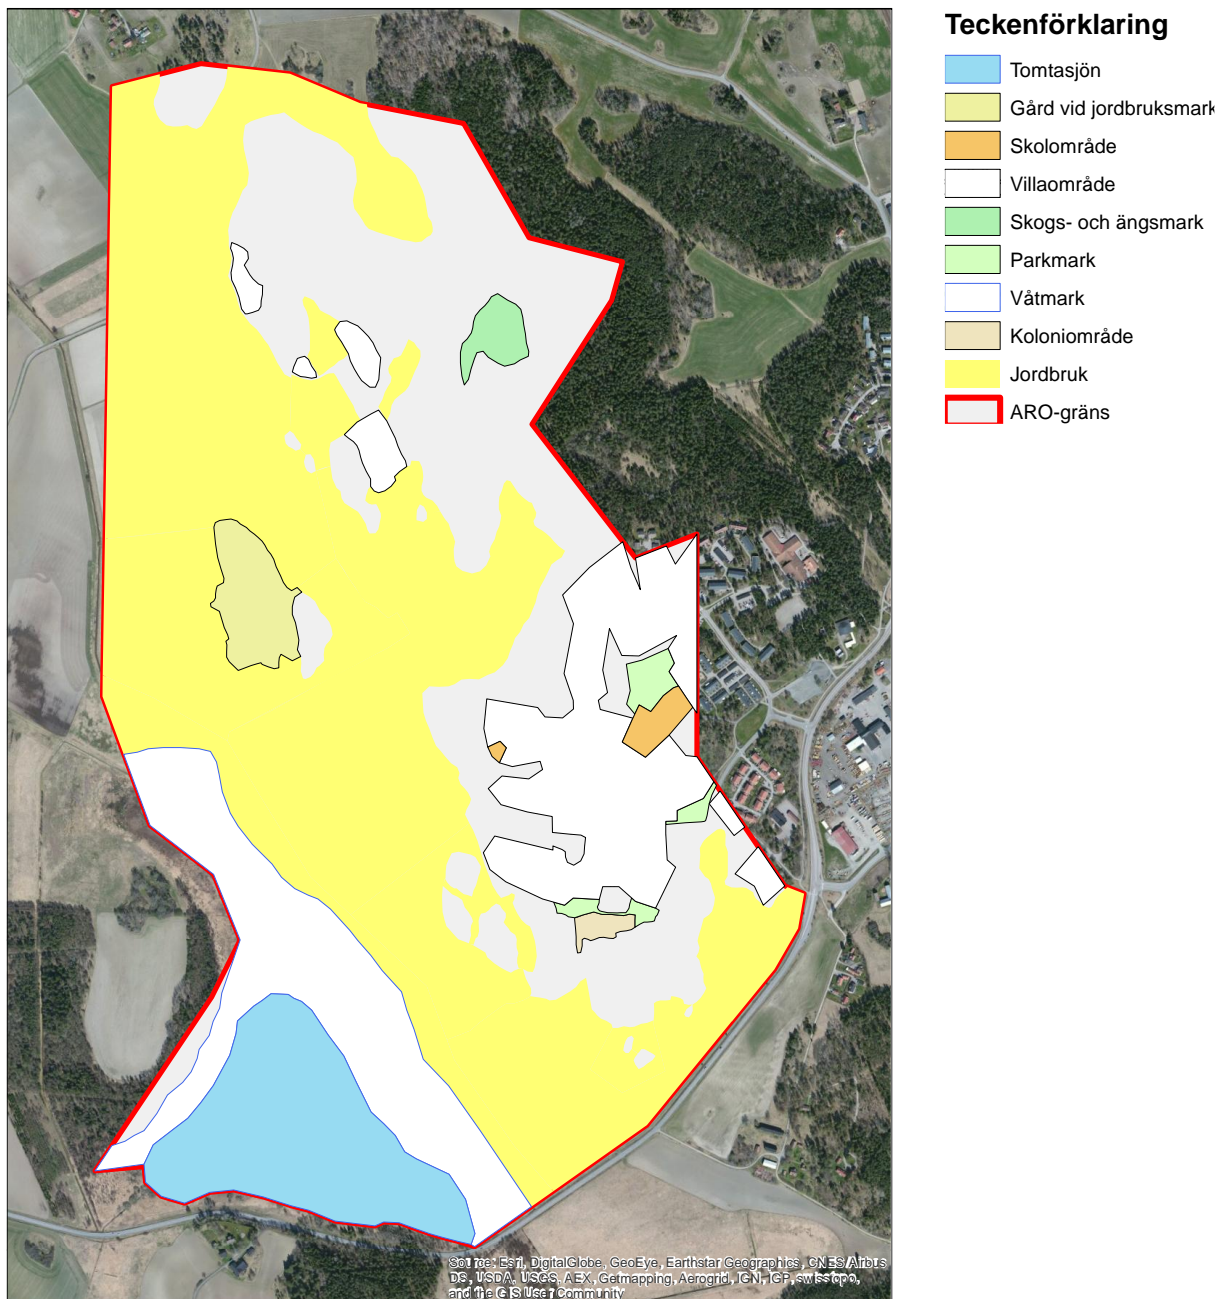 Teckenförklaring
Tomtasjön
Gård vid jordbruksmark
Skolområde
Villaområde
Skogs- och ängsmark
Parkmark
Våtmark
Koloniområde
Jordbruk
ARO-gräns
Source: Esri, DigitalGlobe, GeoEye, Earthstar Geographics, CNES/Airbus
DS, USDA, USGS, AEX, Getmapping, Aerogrid, IGN, IGP, swisstopo,
and the GIS User Community